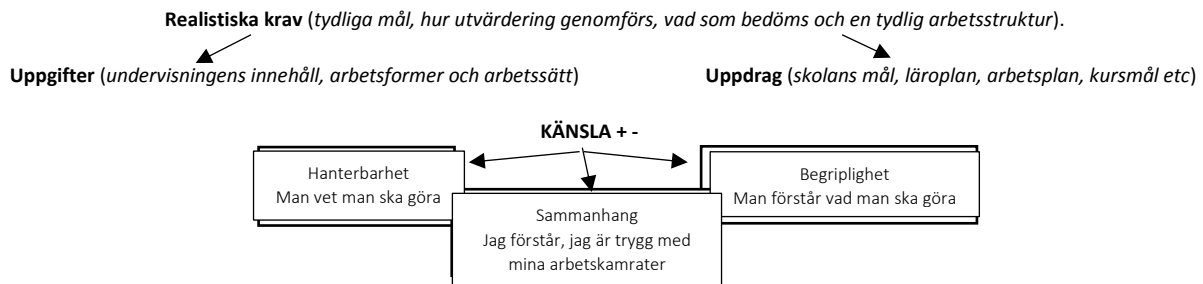 Realistiska krav (tydliga mål, hur utvärdering genomförs, vad som bedöms och en tydlig arbetsstruktur).
Uppgifter (undervisningens innehåll, arbetsformer och arbetssätt)
Uppdrag (skolans mål, läroplan, arbetsplan, kursmål etc)
KÄNSLA + -
Hanterbarhet
Man vet man ska göra
Sammanhang
Jag förstår, jag är trygg med
mina arbetskamrater
Begriplighet
Man förstår vad man ska göra